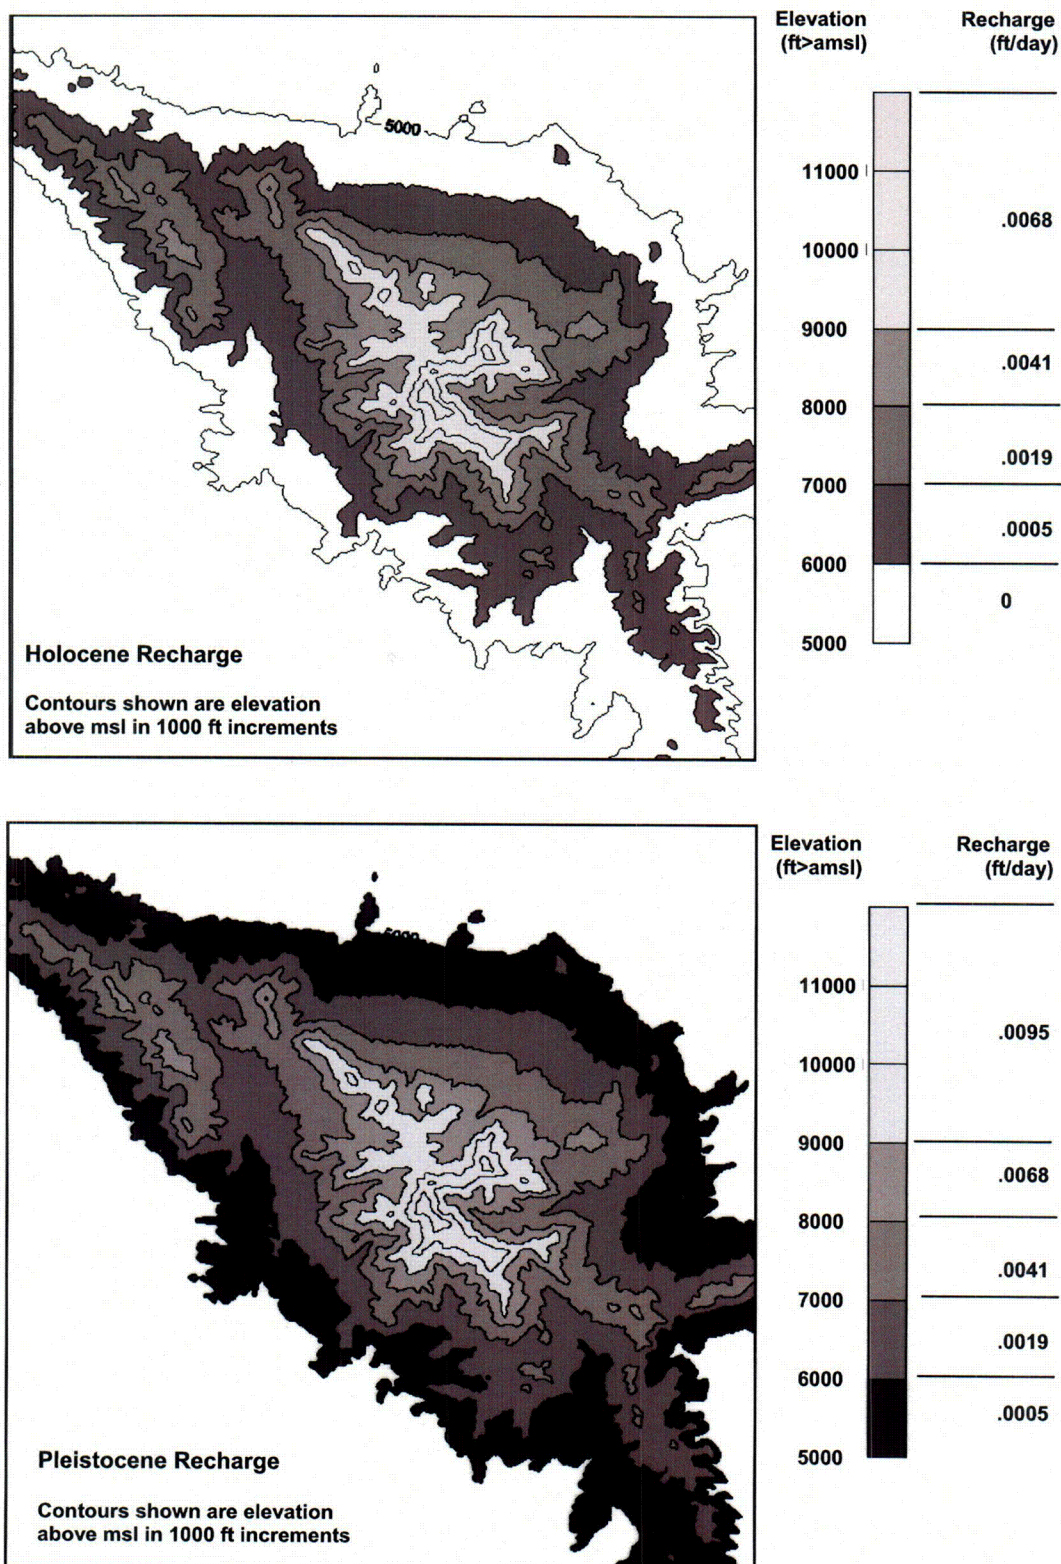 Elevation
(ft>amsl)
Recharge
(ft/day)
5000
11000
10000
9000
8000
7000
6000
5000
.0068
.0041
.0019
.0005
0
Holocene Recharge
Contours shown are elevation
above msl in 1000 ft increments
Elevation
(ft>amsl)
Recharge
(ft/day)
5000
11000
10000
9000
8000
7000
6000
5000
.0095
.0068
.0041
.0019
.0005
Pleistocene Recharge
Contours shown are elevation
above msl in 1000 ft increments